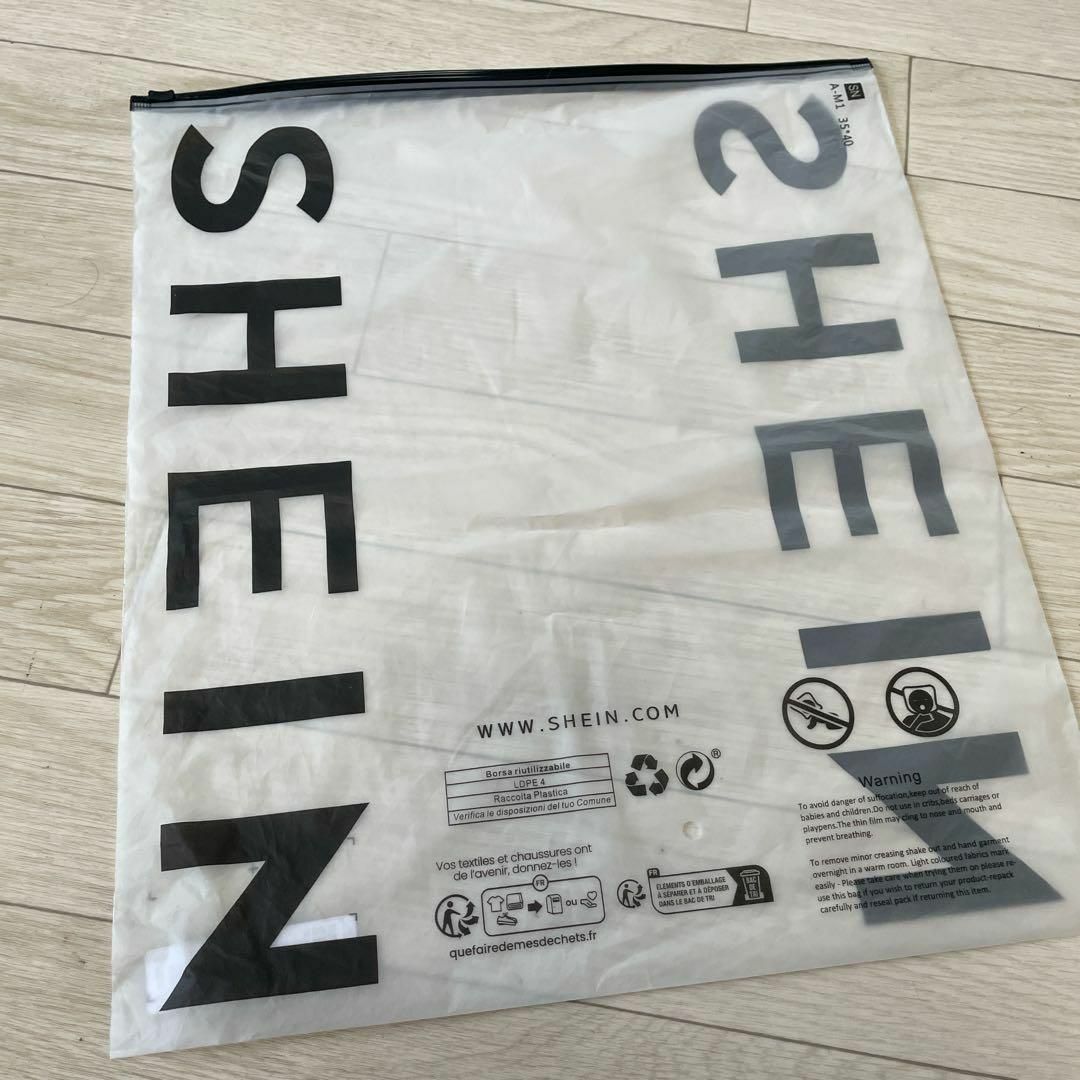 SHEIN
SHEIN
SN
A-M1 35*40
WWW.SHEIN.COM
Borsa riutilizzabile
LDPE 4
Raccolta Plastica
Verifica le disposizioni del tuo Comune
®
Vos textiles et chaussures ont
de l'avenir, donnez-les !
FR
ou
quefairedemesdechets.fr
FR
ÉLÉMENTS D'EMBALLAGE
À SÉPARER ET À DÉPOSER
DANS LE BAC DE TRI
BAC
DE
TRI
Warning
To avoid danger of suffocation,keep out of reach of
babies and children.Do not use in cribs,beds carriages or
playpens.The thin film may cling to nose and mouth and
prevent breathing.
To remove minor creasing shake out and hand garment
overnight in a warm room. Light coloured fabrics mark
easily - Please take care when trying them on please re-
use this bag if you wish to return your product-repack
carefully and reseal pack if returning this item.